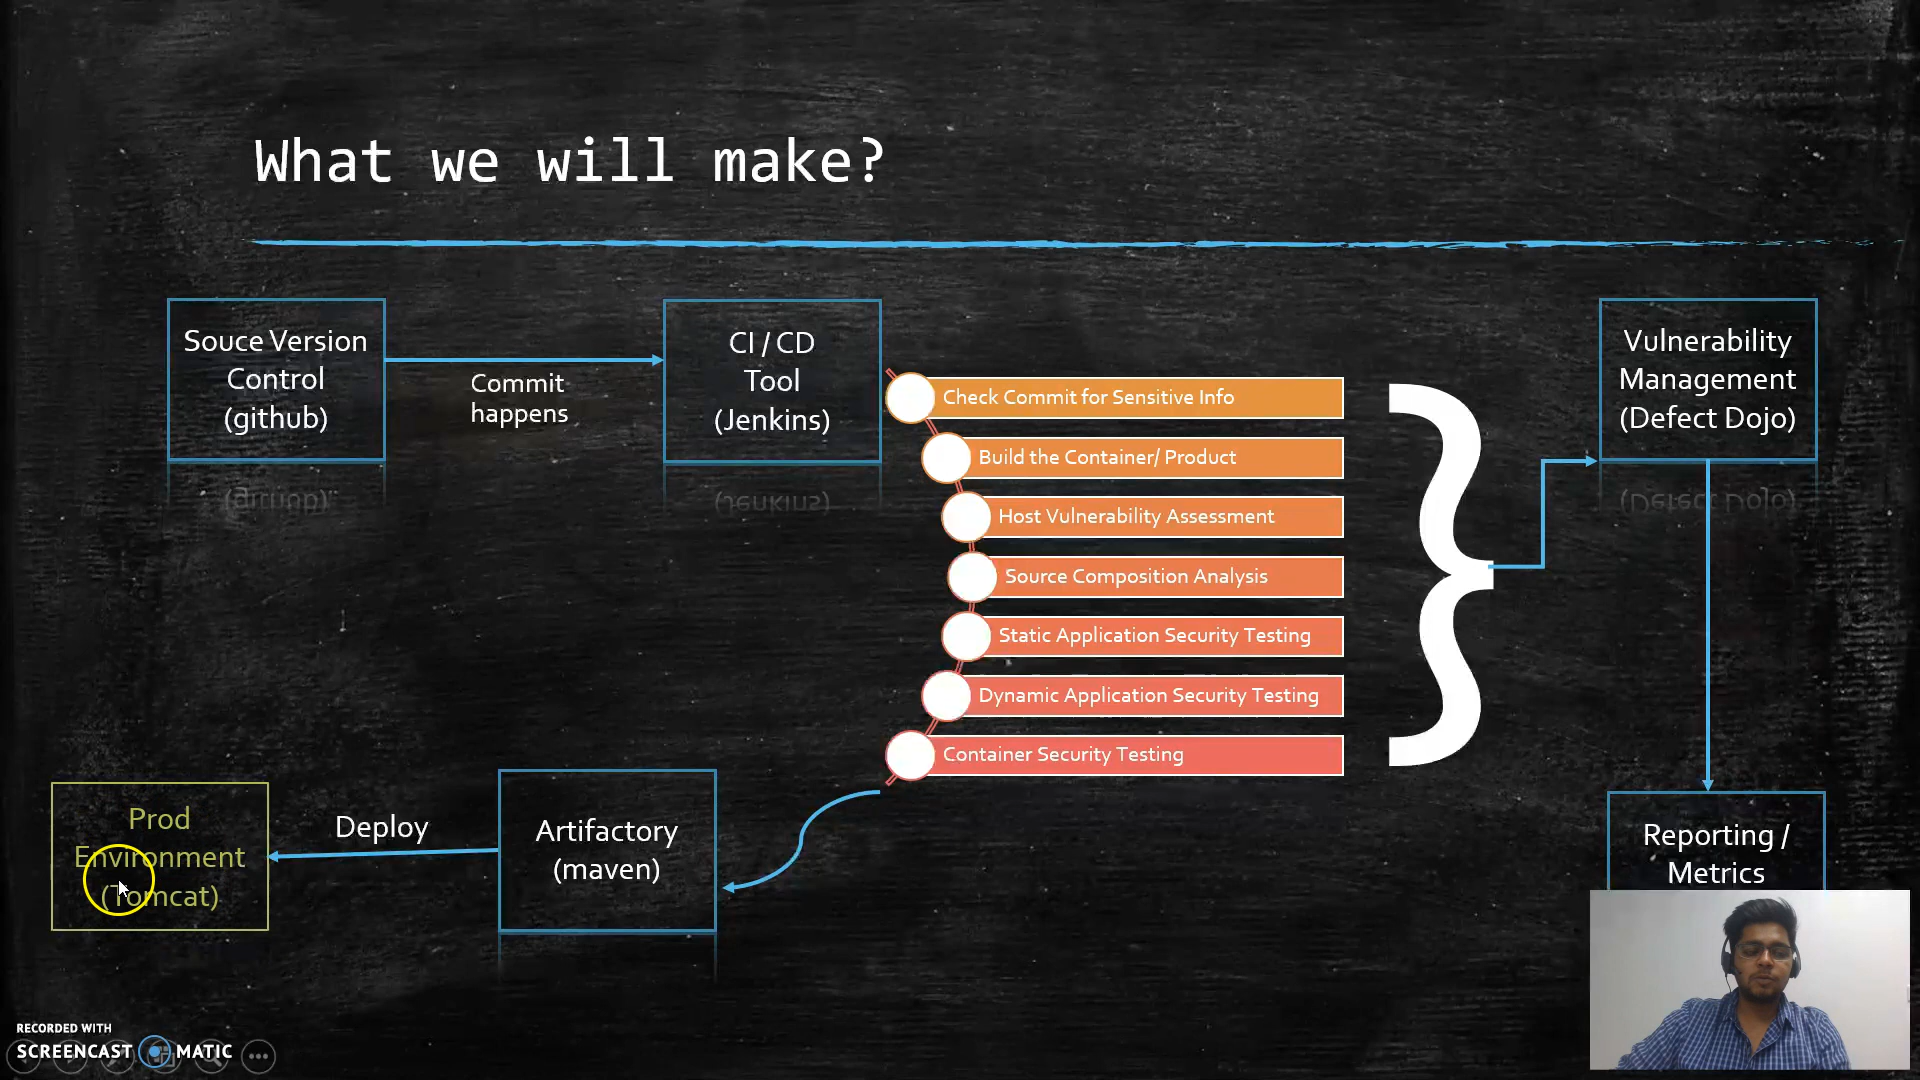 What we will make?
Souce Version
Control
(github)
Commit
happens
CI / CD
Tool
(Jenkins)
Check Commit for Sensitive Info
Build the Container/ Product
Host Vulnerability Assessment
Source Composition Analysis
Static Application Security Testing
Dynamic Application Security Testing
Container Security Testing
Vulnerability
Management
(Defect Dojo)
Reporting /
Metrics
Artifactory
(maven)
Deploy
Prod
Environment
(Tomcat)
RECORDED WITH
SCREENCAST MATIC